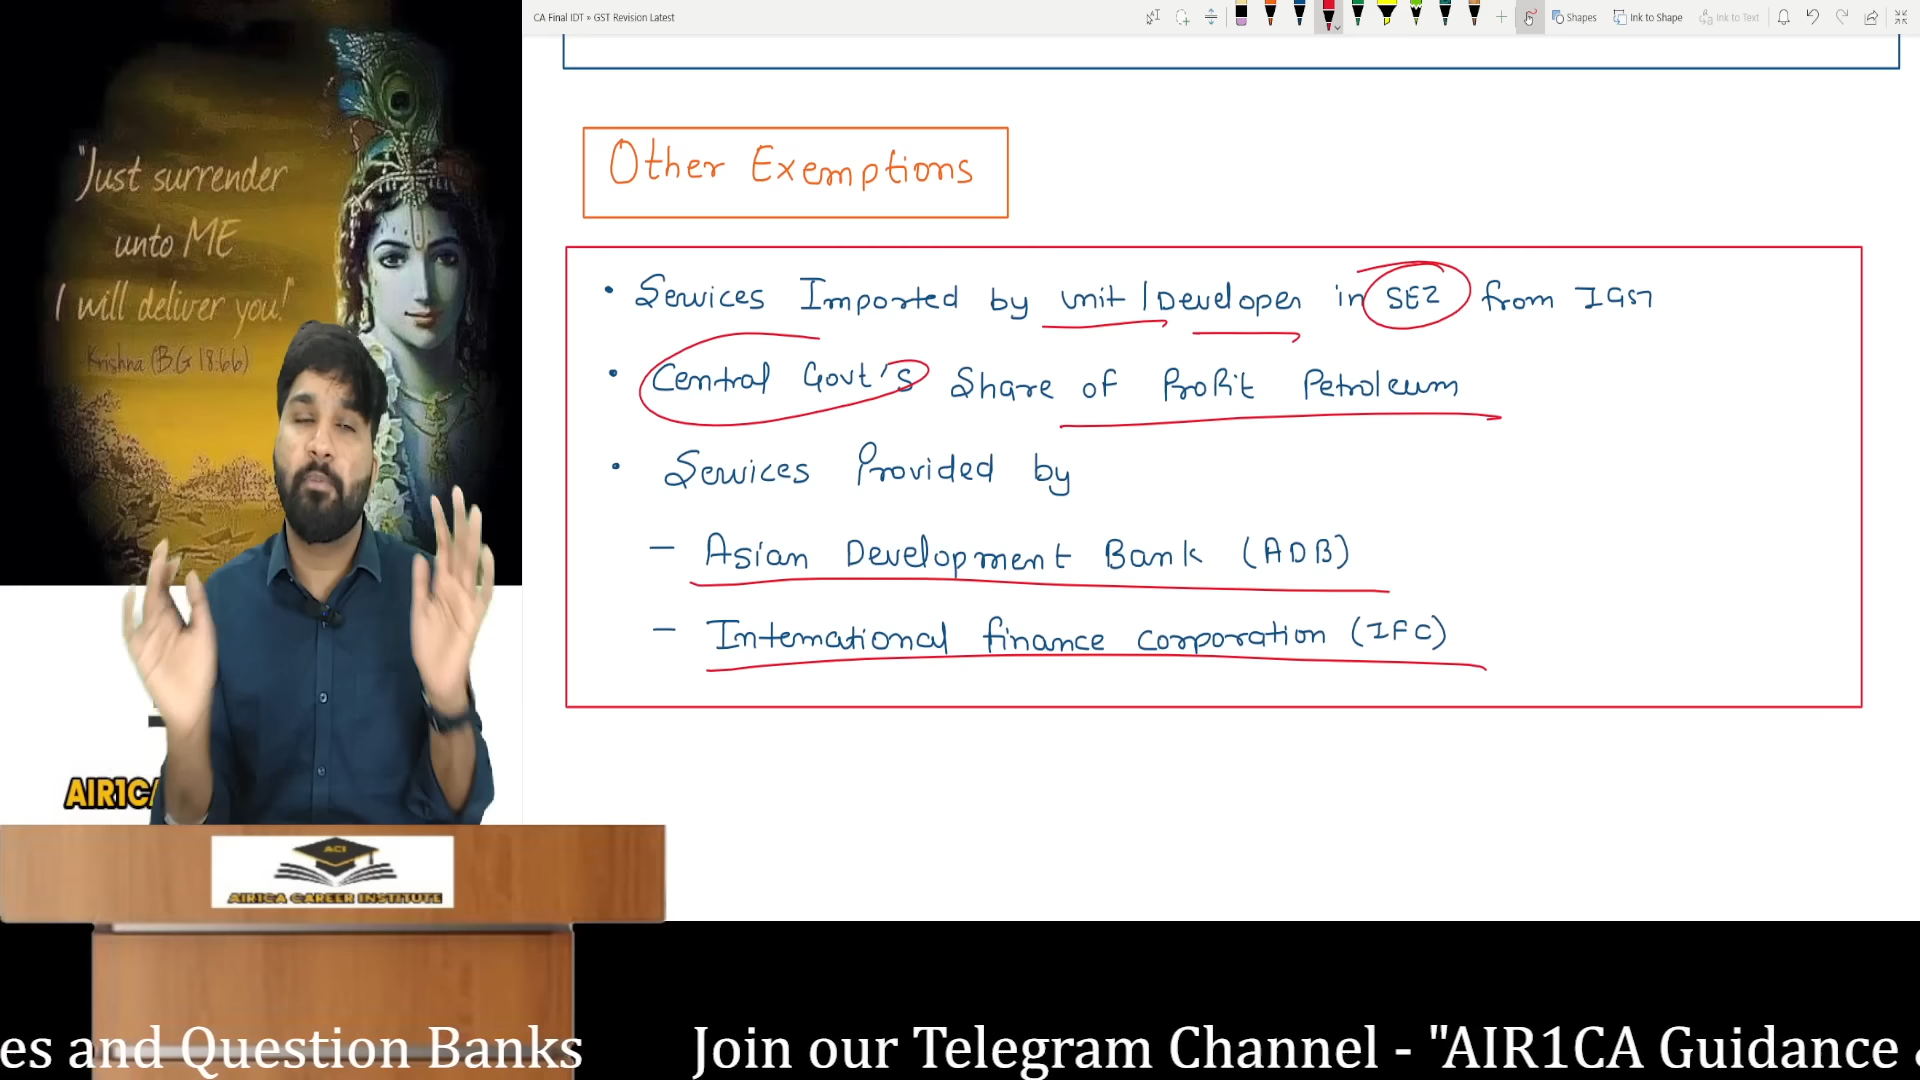 CA Final IDT » GST Revision Latest
Shapes
Ink to Shape
Ink to Text
"Just surrender
unto ME
I will deliver you!"
Krishna (B.G 18:66)
Other Exemptions
• Services Imported by unit / Developer in SEZ from IGST
• Central Govt's Share of Profit Petroleum
• Services Provided by
– Asian Development Bank (ADB)
– International finance corporation (IFC)
AIR1CA
ACI
AIR1CA CAREER INSTITUTE
es and Question Banks Join our Telegram Channel - "AIR1CA Guidance